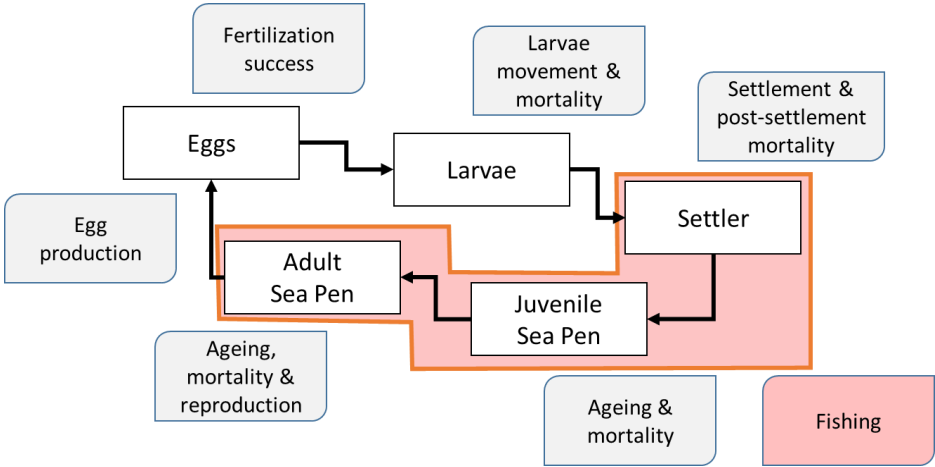 Fertilization
success
Larvae
movement &
mortality
Settlement &
post-settlement
mortality
Eggs
Larvae
Settler
Egg
production
Adult
Sea Pen
Juvenile
Sea Pen
Ageing,
mortality &
reproduction
Ageing &
mortality
Fishing